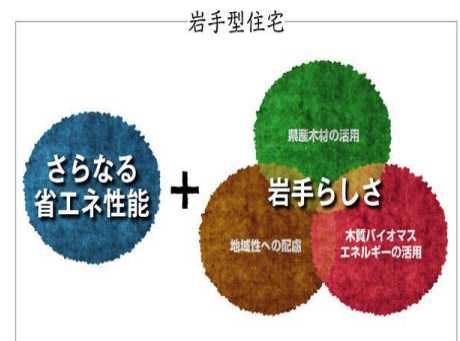 岩手型住宅
さらなる
省エネ性能
+
県産木材の活用
岩手らしさ
地域性への配慮
木質バイオマス
エネルギーの活用